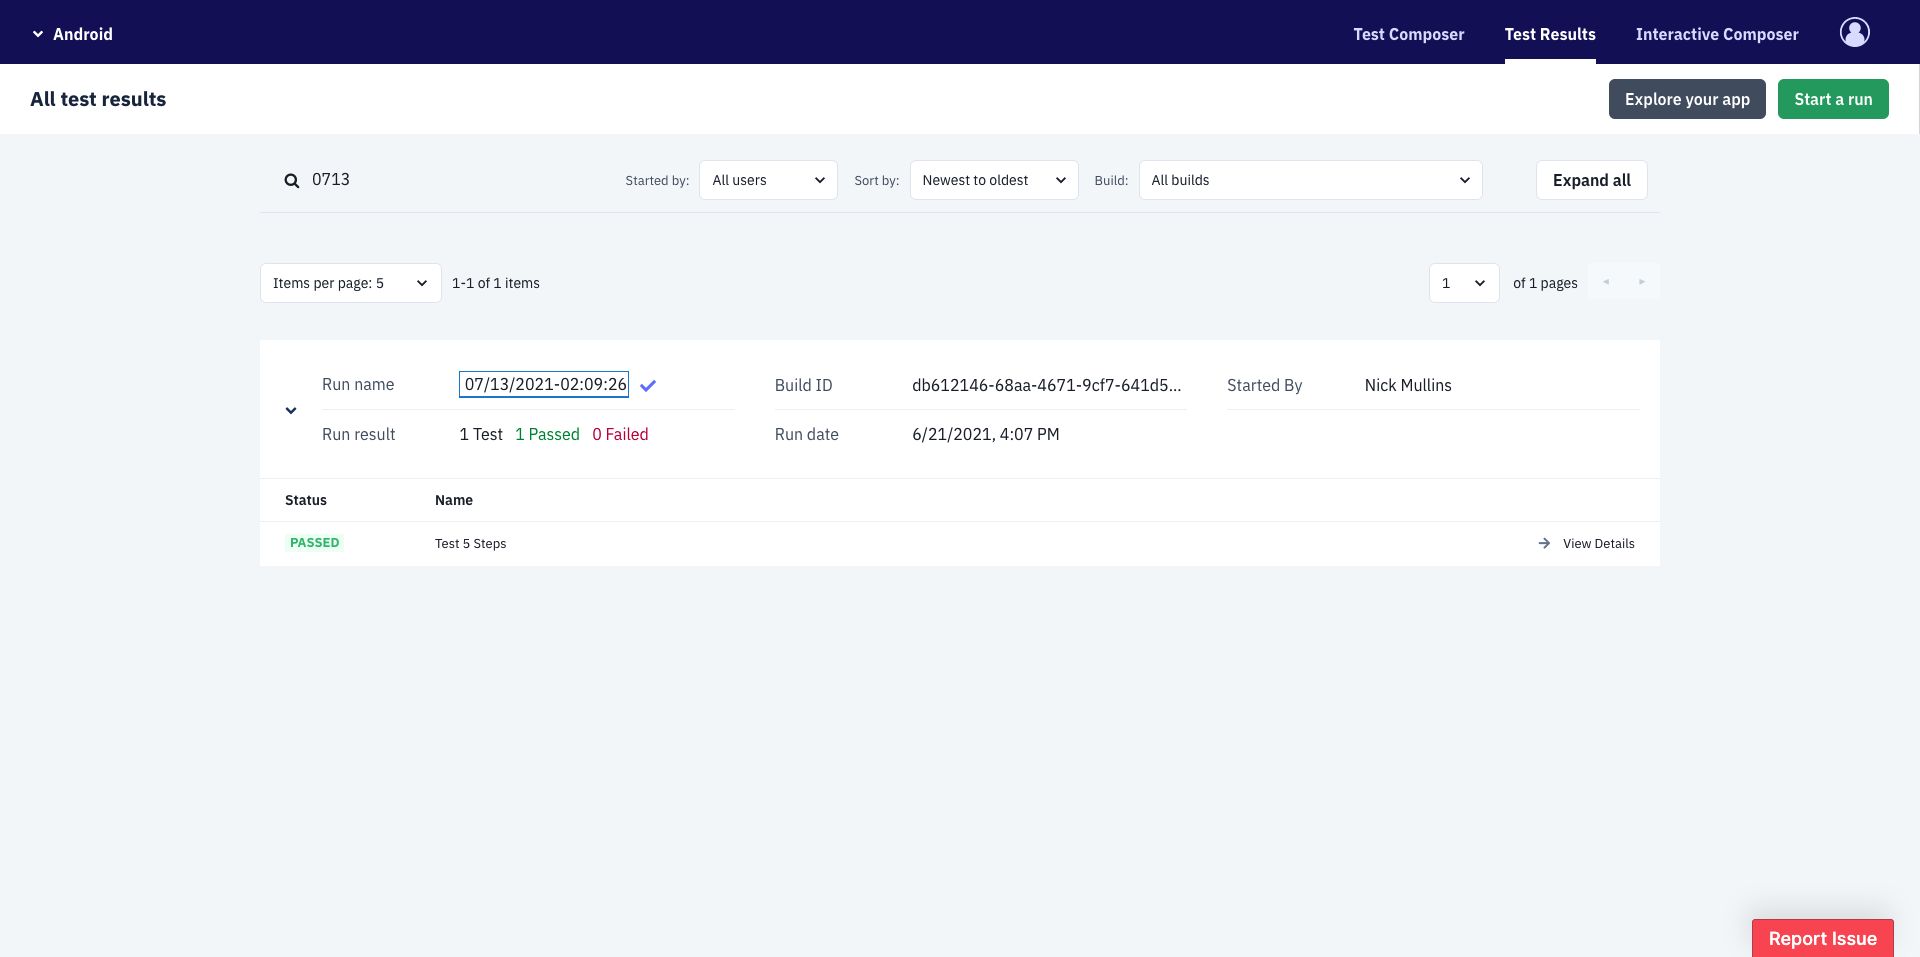 Android
Test Composer
Test Results
Interactive Composer
All test results
Explore your app
Start a run
0713
Started by:
All users
Sort by:
Newest to oldest
Build:
All builds
Expand all
Items per page: 5
1-1 of 1 items
1
of 1 pages
Run name
07/13/2021-02:09:26
Build ID
db612146-68aa-4671-9cf7-641d5...
Started By
Nick Mullins
Run result
1 Test 1 Passed 0 Failed
Run date
6/21/2021, 4:07 PM
Status
Name
PASSED
Test 5 Steps
View Details
Report Issue